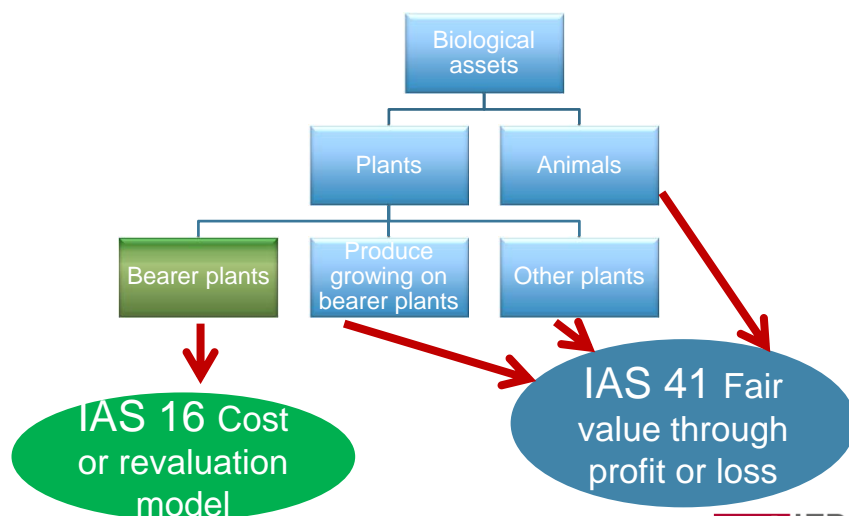 Biological
assets
Plants
Animals
Bearer plants
Produce
growing on
bearer plants
Other plants
IAS 16 Cost
or revaluation
model
IAS 41 Fair
value through
profit or loss